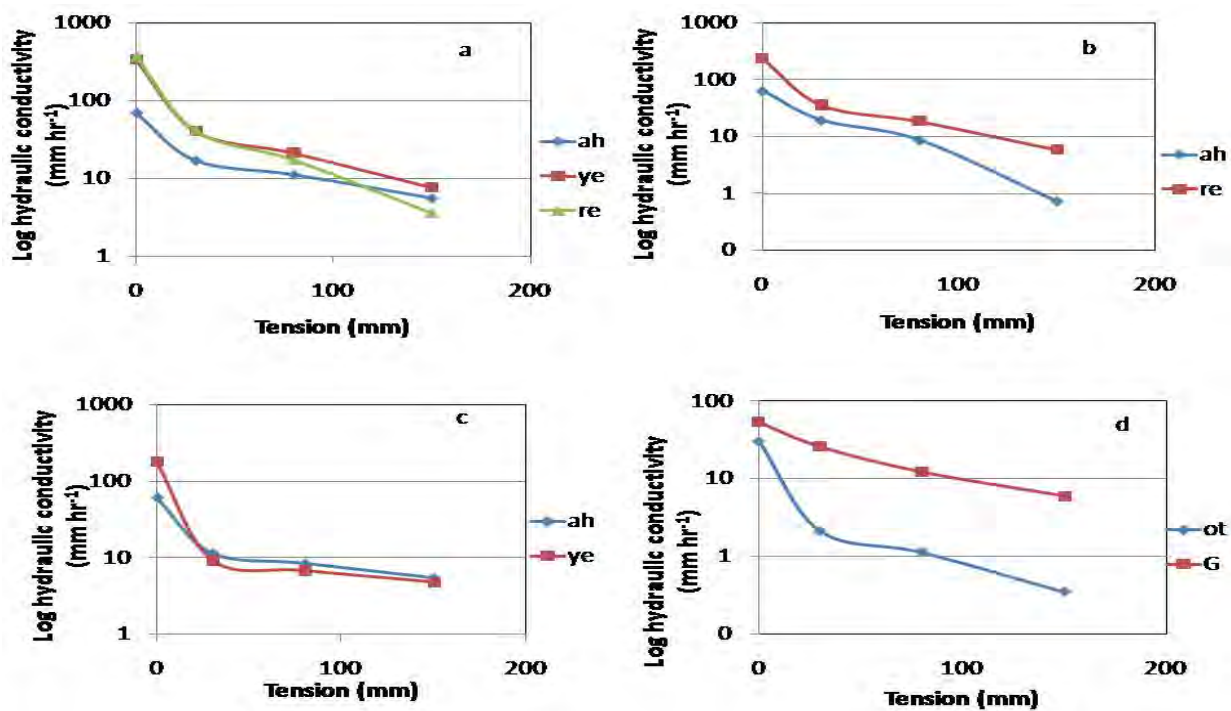 Log hydraulic conductivity
(mm hr⁻¹)
1000
100
10
1
a
0
100
200
Tension (mm)
ah
ye
re
Log hydraulic conductivity
(mm hr⁻¹)
1000
100
10
1
0
b
0
100
200
Tension (mm)
ah
re
Log hydraulic conductivity
(mm hr⁻¹)
1000
100
10
1
c
0
100
200
Tension (mm)
ah
ye
Log hydraulic conductivity
(mm hr⁻¹)
100
10
1
0
d
0
100
200
Tension (mm)
ot
G